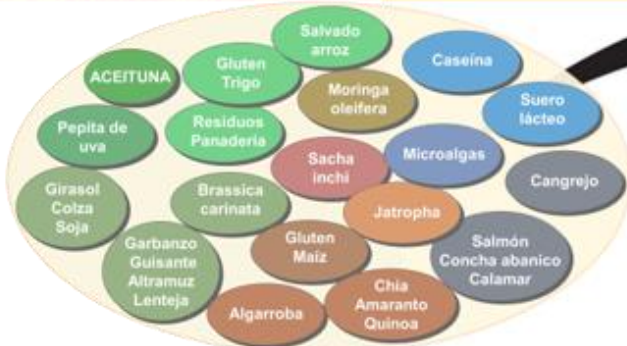 Salvado
arroz
Caseína
ACEITUNA
Gluten
Trigo
Moringa
oleifera
Suero
lácteo
Pepita de
uva
Residuos
Panadería
Sacha
inchi
Microalgas
Cangrejo
Girasol
Colza
Soja
Brassica
carinata
Jatropha
Garbanzo
Guisante
Altramuz
Lenteja
Gluten
Maíz
Salmón
Concha abanico
Calamar
Algarroba
Chía
Amaranto
Quinoa